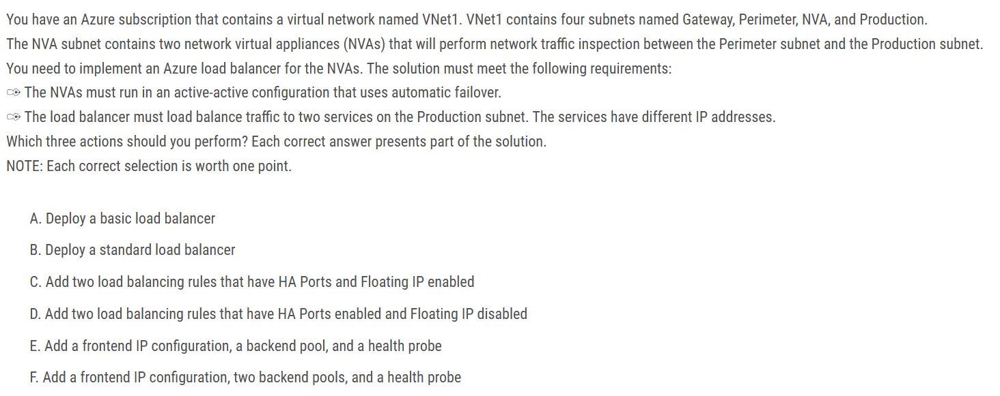 You have an Azure subscription that contains a virtual network named VNet1. VNet1 contains four subnets named Gateway, Perimeter, NVA, and Production.
The NVA subnet contains two network virtual appliances (NVAs) that will perform network traffic inspection between the Perimeter subnet and the Production subnet.
You need to implement an Azure load balancer for the NVAs. The solution must meet the following requirements:
The NVAs must run in an active-active configuration that uses automatic failover.
The load balancer must load balance traffic to two services on the Production subnet. The services have different IP addresses.
Which three actions should you perform? Each correct answer presents part of the solution.
NOTE: Each correct selection is worth one point.
A. Deploy a basic load balancer
B. Deploy a standard load balancer
C. Add two load balancing rules that have HA Ports and Floating IP enabled
D. Add two load balancing rules that have HA Ports enabled and Floating IP disabled
E. Add a frontend IP configuration, a backend pool, and a health probe
F. Add a frontend IP configuration, two backend pools, and a health probe